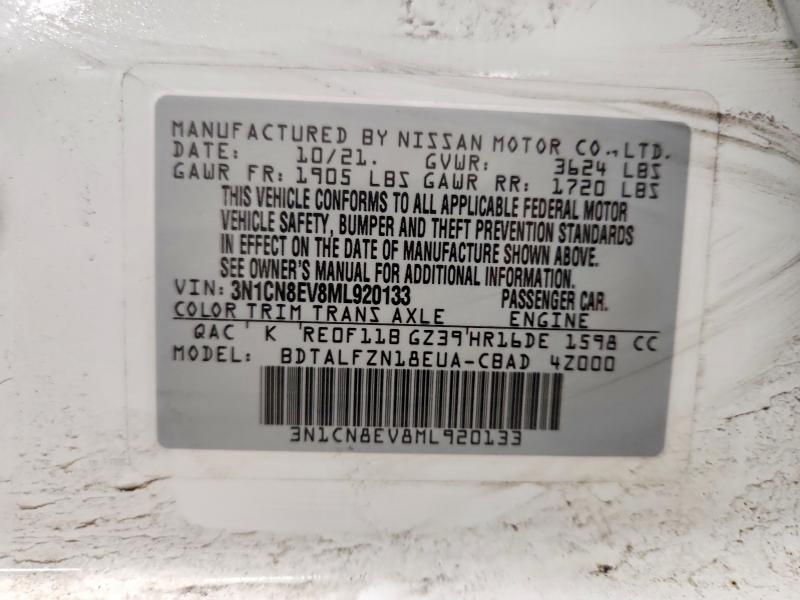 MANUFACTURED BY NISSAN MOTOR CO.,LTD.
DATE: 10/21. GVWR: 3624 LBS
GAWR FR: 1905 LBS GAWR RR: 1720 LBS
THIS VEHICLE CONFORMS TO ALL APPLICABLE FEDERAL MOTOR
VEHICLE SAFETY, BUMPER AND THEFT PREVENTION STANDARDS
IN EFFECT ON THE DATE OF MANUFACTURE SHOWN ABOVE.
SEE OWNER'S MANUAL FOR ADDITIONAL INFORMATION.
VIN: 3N1CN8EV8ML920133 PASSENGER CAR.
COLOR TRIM TRANS AXLE ENGINE
QAC K RE0F11B GZ39 HR16DE 1598 CC
MODEL: BDTALFZN18EUA-CBAD 4Z000
3N1CN8EV8ML920133